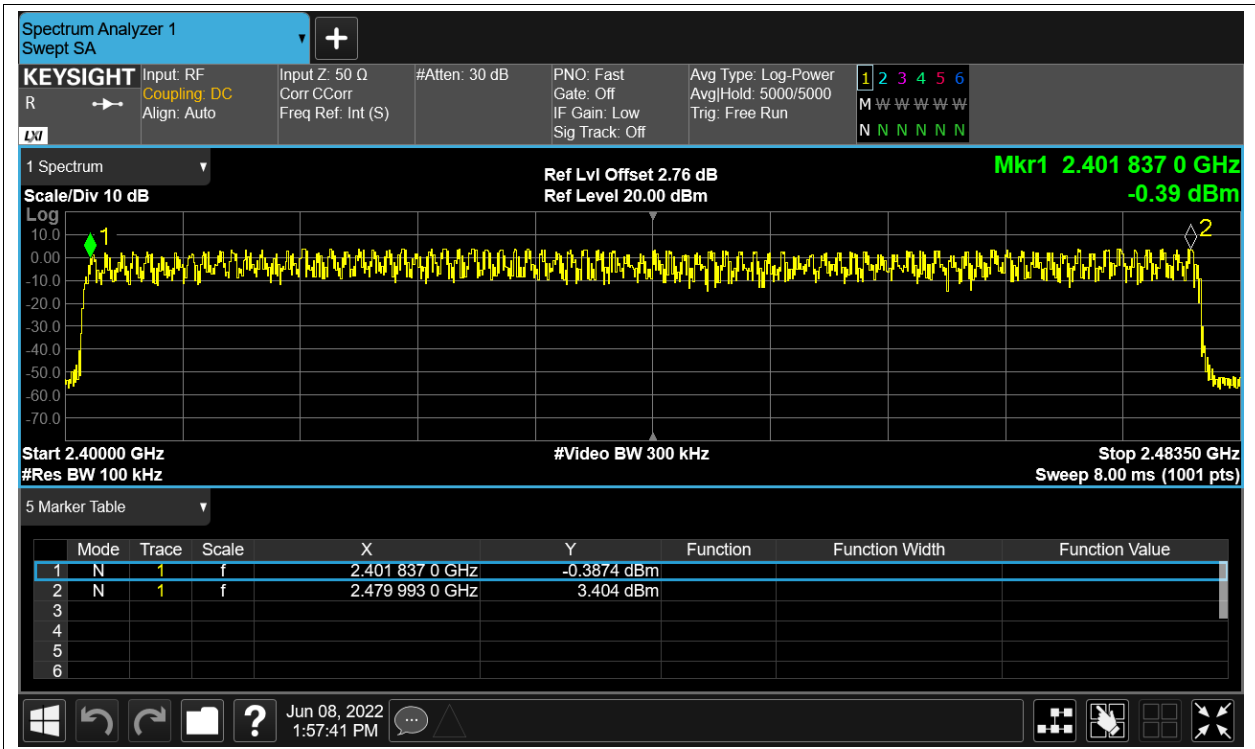 Spectrum Analyzer 1
Swept SA
KEYSIGHT
R
LXI
Input: RF
Coupling: DC
Align: Auto
Input Z: 50 Ω
Corr CCorr
Freq Ref: Int (S)
#Atten: 30 dB
PNO: Fast
Gate: Off
IF Gain: Low
Sig Track: Off
Avg Type: Log-Power
Avg|Hold: 5000/5000
Trig: Free Run
1 2 3 4 5 6
M W W W W W
N N N N N N
1 Spectrum
Scale/Div 10 dB
Ref Lvl Offset 2.76 dB
Ref Level 20.00 dBm
Mkr1 2.401 837 0 GHz
-0.39 dBm
Log
10.0
0.00
-10.0
-20.0
-30.0
-40.0
-50.0
-60.0
-70.0
1
2
Start 2.40000 GHz
#Res BW 100 kHz
#Video BW 300 kHz
Stop 2.48350 GHz
Sweep 8.00 ms (1001 pts)
5 Marker Table
Mode Trace Scale X Y Function Function Width Function Value
1 N 1 f 2.401 837 0 GHz -0.3874 dBm
2 N 1 f 2.479 993 0 GHz 3.404 dBm
3
4
5
6
?
Jun 08, 2022
1:57:41 PM